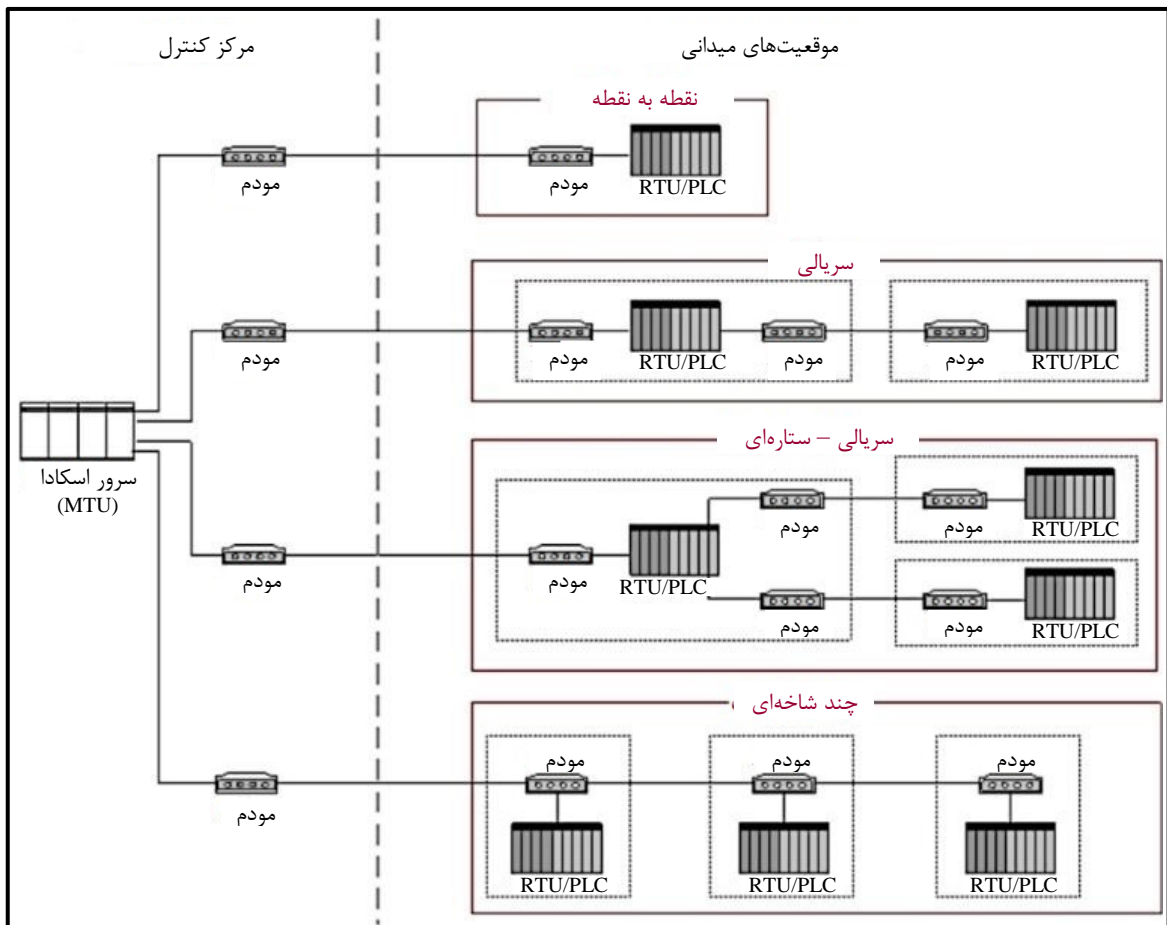 موقعیت‌های میدانی
مرکز کنترل
نقطه به نقطه
مودم
مودم
RTU/PLC
سریالی
مودم
مودم
RTU/PLC
مودم
مودم
RTU/PLC
سرور اسکادا
(MTU)
سریالی – ستاره‌ای
مودم
مودم
RTU/PLC
مودم
مودم
RTU/PLC
مودم
مودم
RTU/PLC
چند شاخه‌ای
مودم
مودم
RTU/PLC
مودم
RTU/PLC
مودم
RTU/PLC